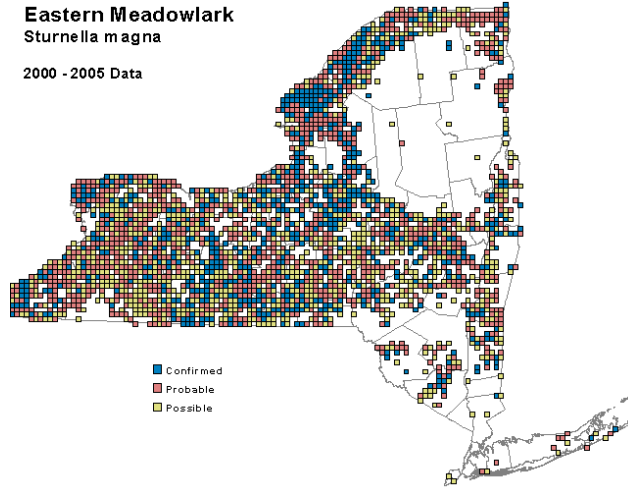 Eastern Meadowlark
Sturnella magna
2000 - 2005 Data
Confirmed
Probable
Possible